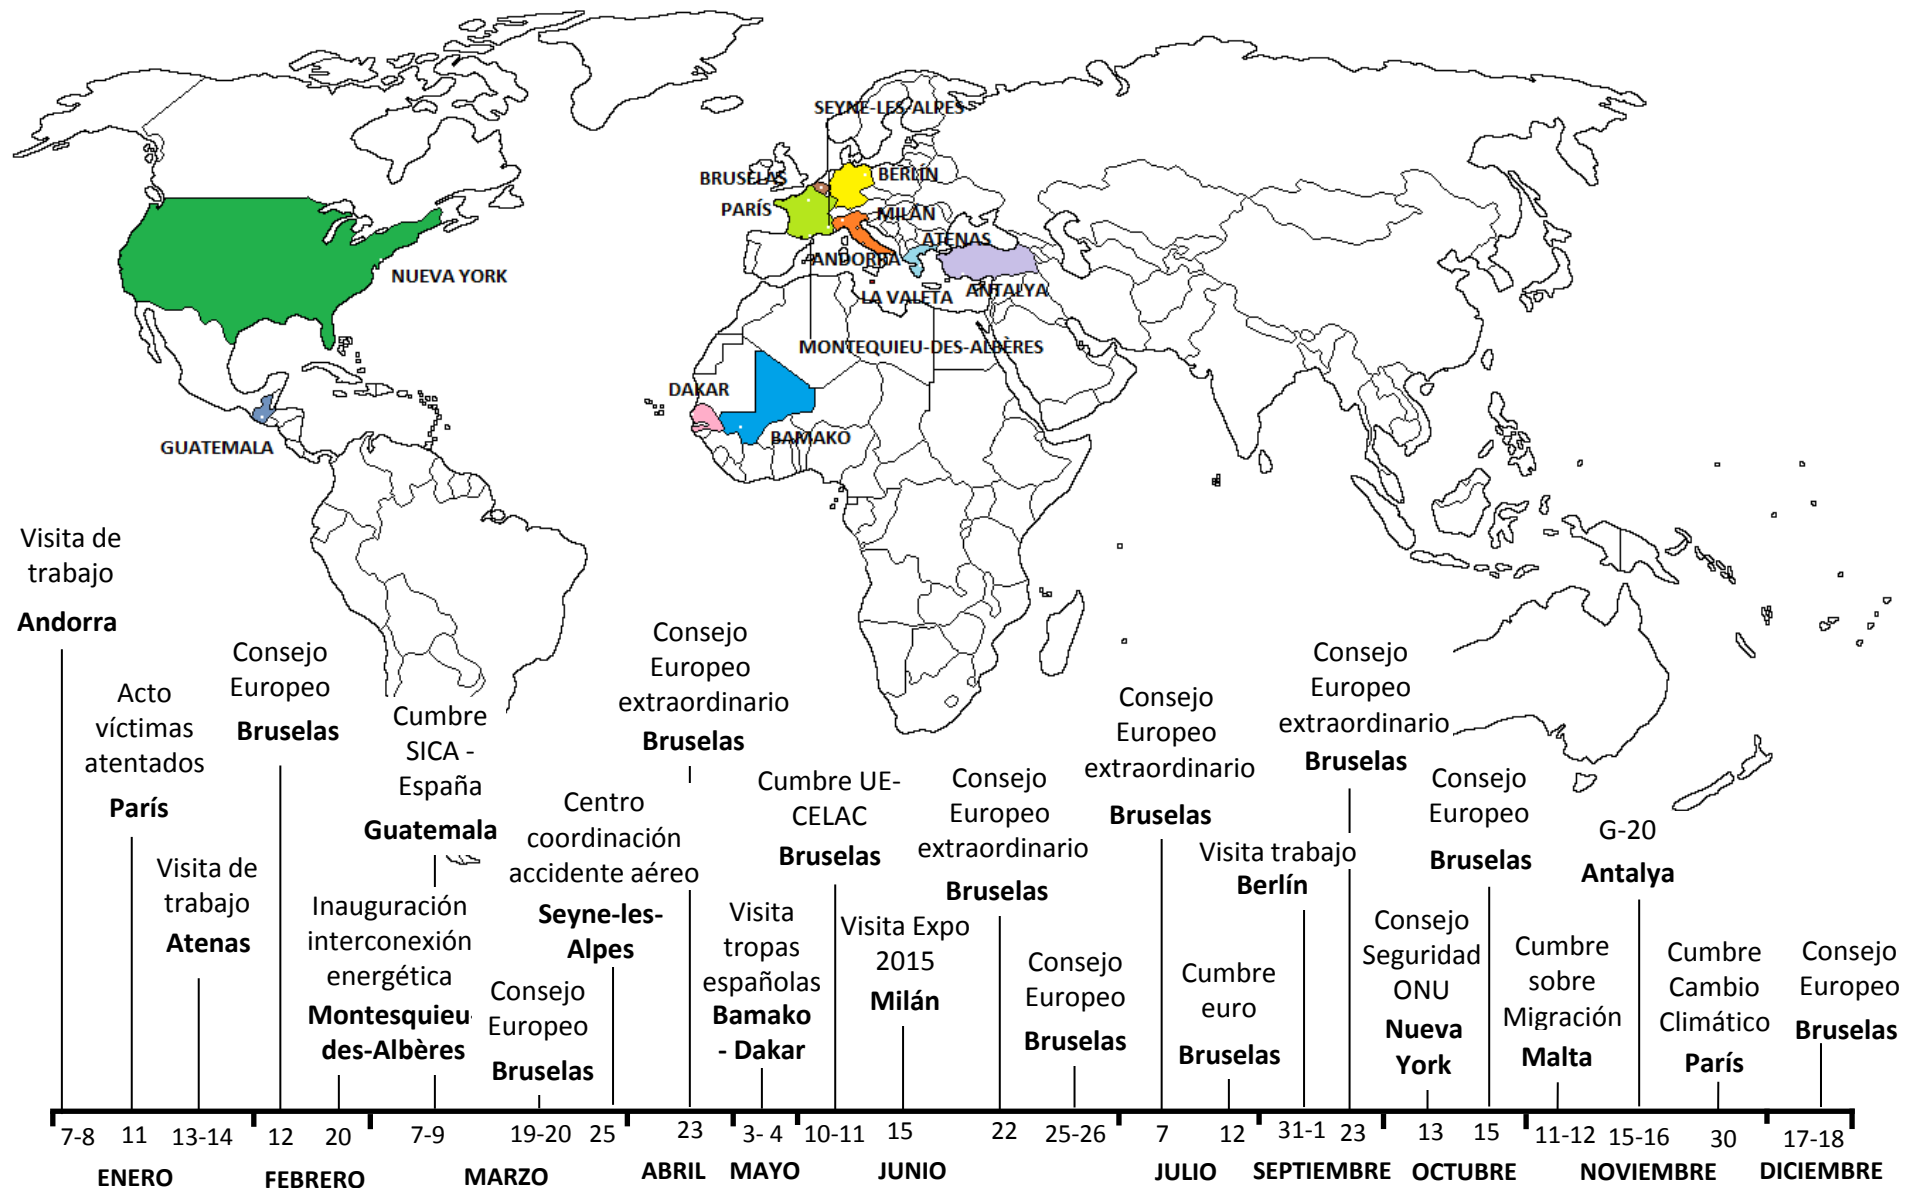 SEYNE-LES-ALPES
BRUSELAS
BERLÍN
PARÍS
MILÁN
ATENAS
ANDORRA
NUEVA YORK
LA VALETA
ANTALYA
MONTEQUIEU-DES-ALBÈRES
DAKAR
BAMAKO
GUATEMALA
Visita de
trabajo
Andorra
Acto
víctimas
atentados
París
Visita de
trabajo
Atenas
Consejo
Europeo
Bruselas
Inauguración
interconexión
energética
Montesquieu-
des-Albères
Cumbre
SICA -
España
Guatemala
Consejo
Europeo
Bruselas
Centro
coordinación
accidente aéreo
Seyne-les-
Alpes
Consejo
Europeo
extraordinario
Bruselas
Visita
tropas
españolas
Bamako
- Dakar
Cumbre UE-
CELAC
Bruselas
Visita Expo
2015
Milán
Consejo
Europeo
extraordinario
Bruselas
Consejo
Europeo
Bruselas
Consejo
Europeo
extraordinario
Bruselas
Cumbre
euro
Bruselas
Visita trabajo
Berlín
Consejo
Europeo
extraordinario
Bruselas
Consejo
Seguridad
ONU
Nueva
York
Consejo
Europeo
Bruselas
Cumbre
sobre
Migración
Malta
G-20
Antalya
Cumbre
Cambio
Climático
París
Consejo
Europeo
Bruselas
7-8 11 13-14 12 20 7-9 19-20 25 23 3- 4 10-11 15 22 25-26 7 12 31-1 23 13 15 11-12 15-16 30 17-18
ENERO FEBRERO MARZO ABRIL MAYO JUNIO JULIO SEPTIEMBRE OCTUBRE NOVIEMBRE DICIEMBRE